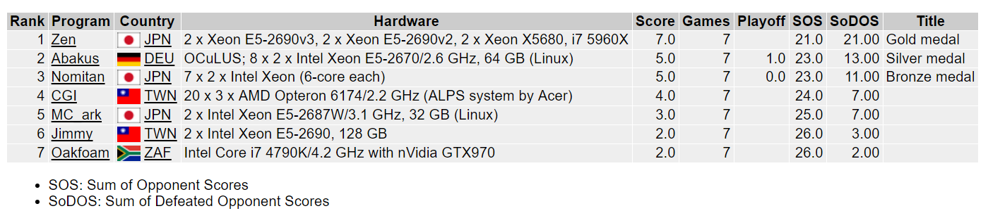 Rank Program Country Hardware Score Games Playoff SOS SoDOS Title
1 Zen JPN 2 x Xeon E5-2690v3, 2 x Xeon E5-2690v2, 2 x Xeon X5680, i7 5960X 7.0 7 21.0 21.00 Gold medal
2 Abakus DEU OCuLUS; 8 x 2 x Intel Xeon E5-2670/2.6 GHz, 64 GB (Linux) 5.0 7 1.0 23.0 13.00 Silver medal
3 Nomitan JPN 7 x 2 x Intel Xeon (6-core each) 5.0 7 0.0 23.0 11.00 Bronze medal
4 CGI TWN 20 x 3 x AMD Opteron 6174/2.2 GHz (ALPS system by Acer) 4.0 7 24.0 7.00
5 MC_ark JPN 2 x Intel Xeon E5-2687W/3.1 GHz, 32 GB (Linux) 3.0 7 25.0 7.00
6 Jimmy TWN 2 x Intel Xeon E5-2690, 128 GB 2.0 7 26.0 3.00
7 Oakfoam ZAF Intel Core i7 4790K/4.2 GHz with nVidia GTX970 2.0 7 26.0 2.00
• SOS: Sum of Opponent Scores
• SoDOS: Sum of Defeated Opponent Scores